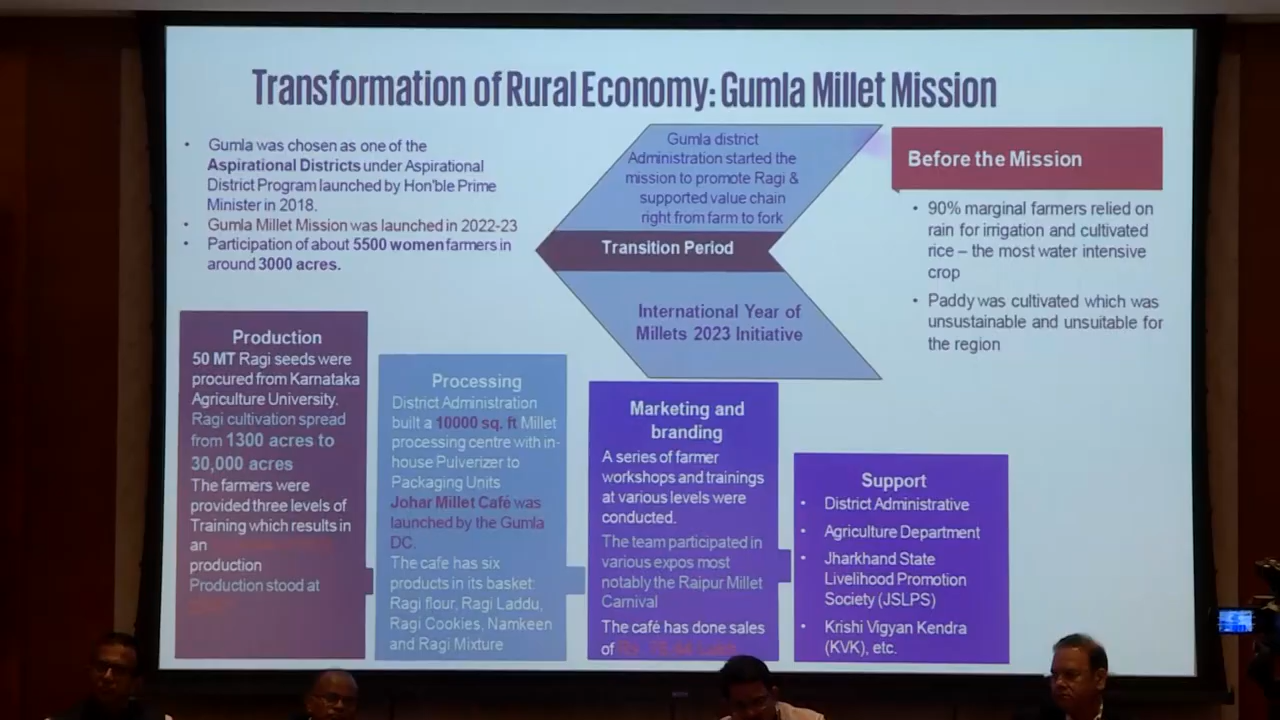 Transformation of Rural Economy: Gumla Millet Mission
• Gumla was chosen as one of the
Aspirational Districts under Aspirational
District Program launched by Hon'ble Prime
Minister in 2018.
• Gumla Millet Mission was launched in 2022-23
• Participation of about 5500 women farmers in
around 3000 acres.
Gumla district
Administration started the
mission to promote Ragi &
supported value chain
right from farm to fork
Transition Period
International Year of
Millets 2023 Initiative
Before the Mission
• 90% marginal farmers relied on
rain for irrigation and cultivated
rice – the most water intensive
crop
• Paddy was cultivated which was
unsustainable and unsuitable for
the region
Production
50 MT Ragi seeds were
procured from Karnataka
Agriculture University.
Ragi cultivation spread
from 1300 acres to
30,000 acres
The farmers were
provided three levels of
Training which results in
an
production
Production stood at
Processing
District Administration
built a 10000 sq. ft Millet
processing centre with in-
house Pulverizer to
Packaging Units
Johar Millet Café was
launched by the Gumla
DC.
The cafe has six
products in its basket:
Ragi flour, Ragi Laddu,
Ragi Cookies, Namkeen
and Ragi Mixture
Marketing and
branding
A series of farmer
workshops and trainings
at various levels were
conducted.
The team participated in
various expos most
notably the Raipur Millet
Carnival
The café has done sales
of
Support
• District Administrative
• Agriculture Department
• Jharkhand State
Livelihood Promotion
Society (JSLPS)
• Krishi Vigyan Kendra
(KVK), etc.